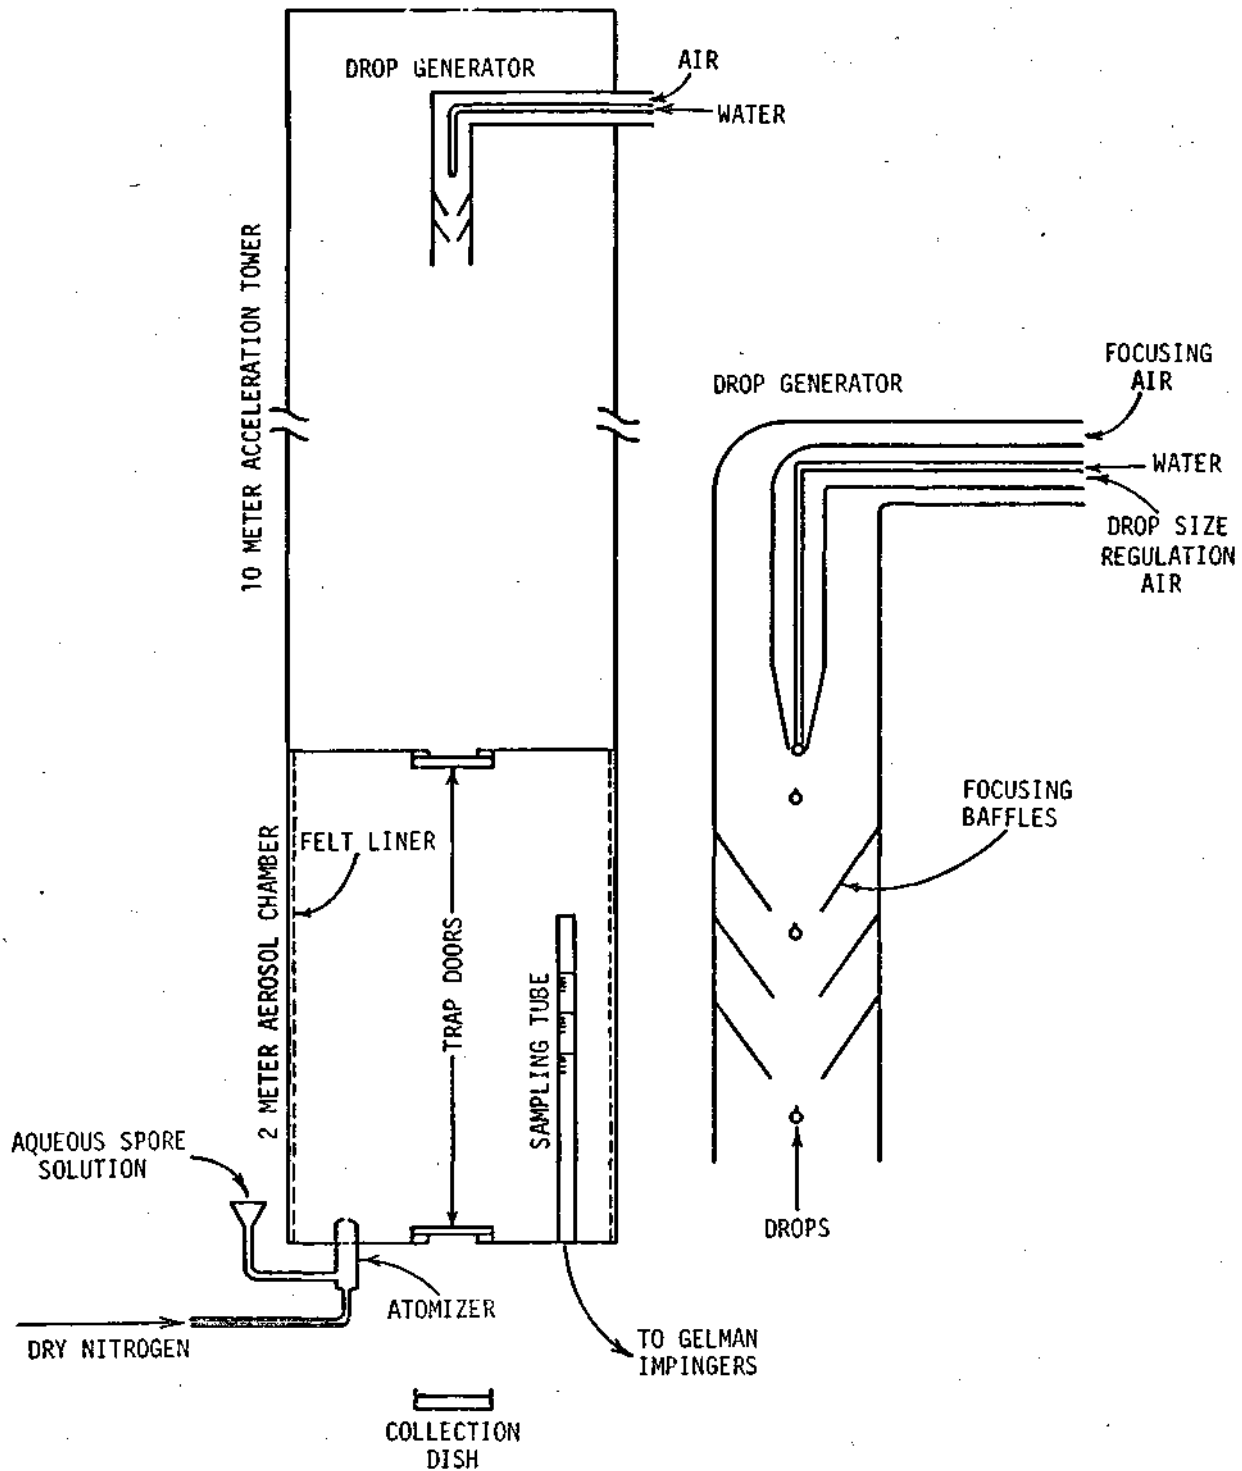 DROP GENERATOR
AIR
WATER
10 METER ACCELERATION TOWER
DROP GENERATOR
FOCUSING
AIR
WATER
DROP SIZE
REGULATION
AIR
FOCUSING
BAFFLES
DROPS
2 METER AEROSOL CHAMBER
FELT LINER
TRAP DOORS
SAMPLING TUBE
AQUEOUS SPORE
SOLUTION
ATOMIZER
DRY NITROGEN
TO GELMAN
IMPINGERS
COLLECTION
DISH